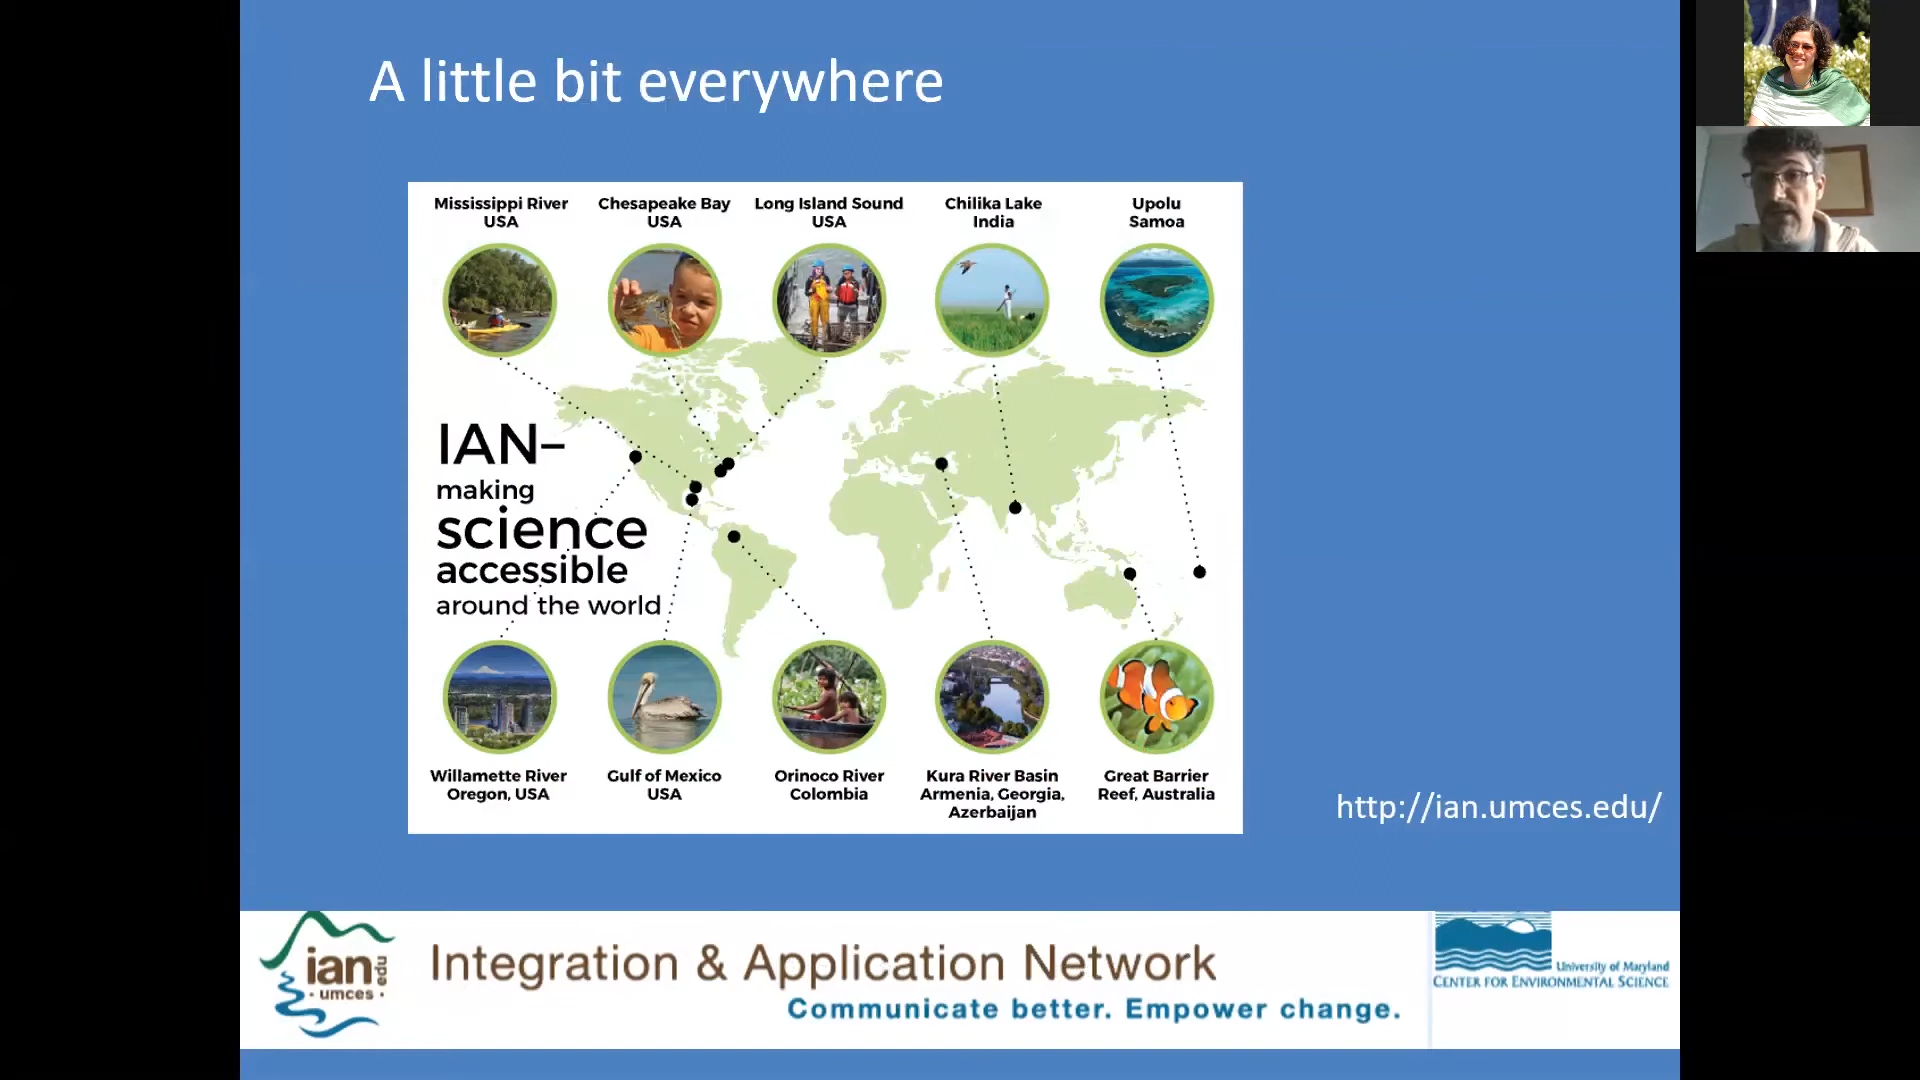 A little bit everywhere
Mississippi River
USA
Chesapeake Bay
USA
Long Island Sound
USA
Chilika Lake
India
Upolu
Samoa
IAN–
making
science
accessible
around the world
Willamette River
Oregon, USA
Gulf of Mexico
USA
Orinoco River
Colombia
Kura River Basin
Armenia, Georgia,
Azerbaijan
Great Barrier
Reef, Australia
http://ian.umces.edu/
ian
edu
• umces •
Integration & Application Network
Communicate better. Empower change.
University of Maryland
CENTER FOR ENVIRONMENTAL SCIENCE